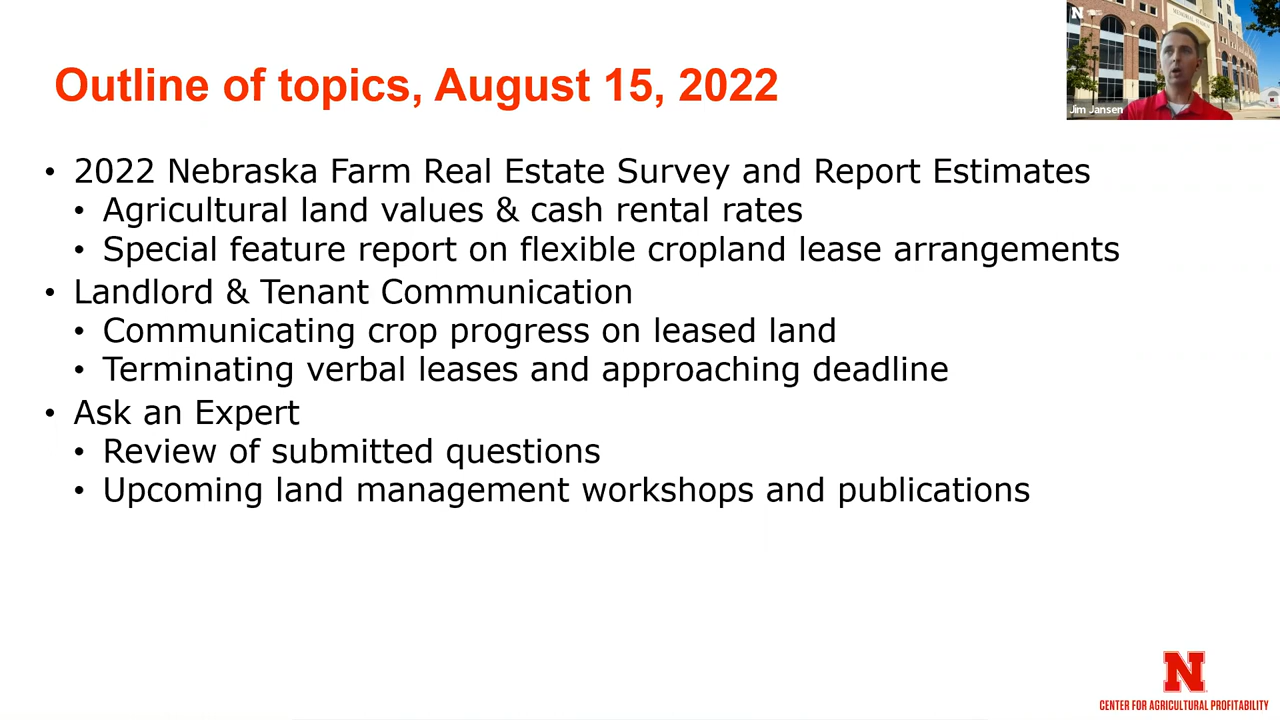 Outline of topics, August 15, 2022
• 2022 Nebraska Farm Real Estate Survey and Report Estimates
• Agricultural land values & cash rental rates
• Special feature report on flexible cropland lease arrangements
• Landlord & Tenant Communication
• Communicating crop progress on leased land
• Terminating verbal leases and approaching deadline
• Ask an Expert
• Review of submitted questions
• Upcoming land management workshops and publications
N
MEMORIAL STADIUM
Jim Jansen
N
CENTER FOR AGRICULTURAL PROFITABILITY